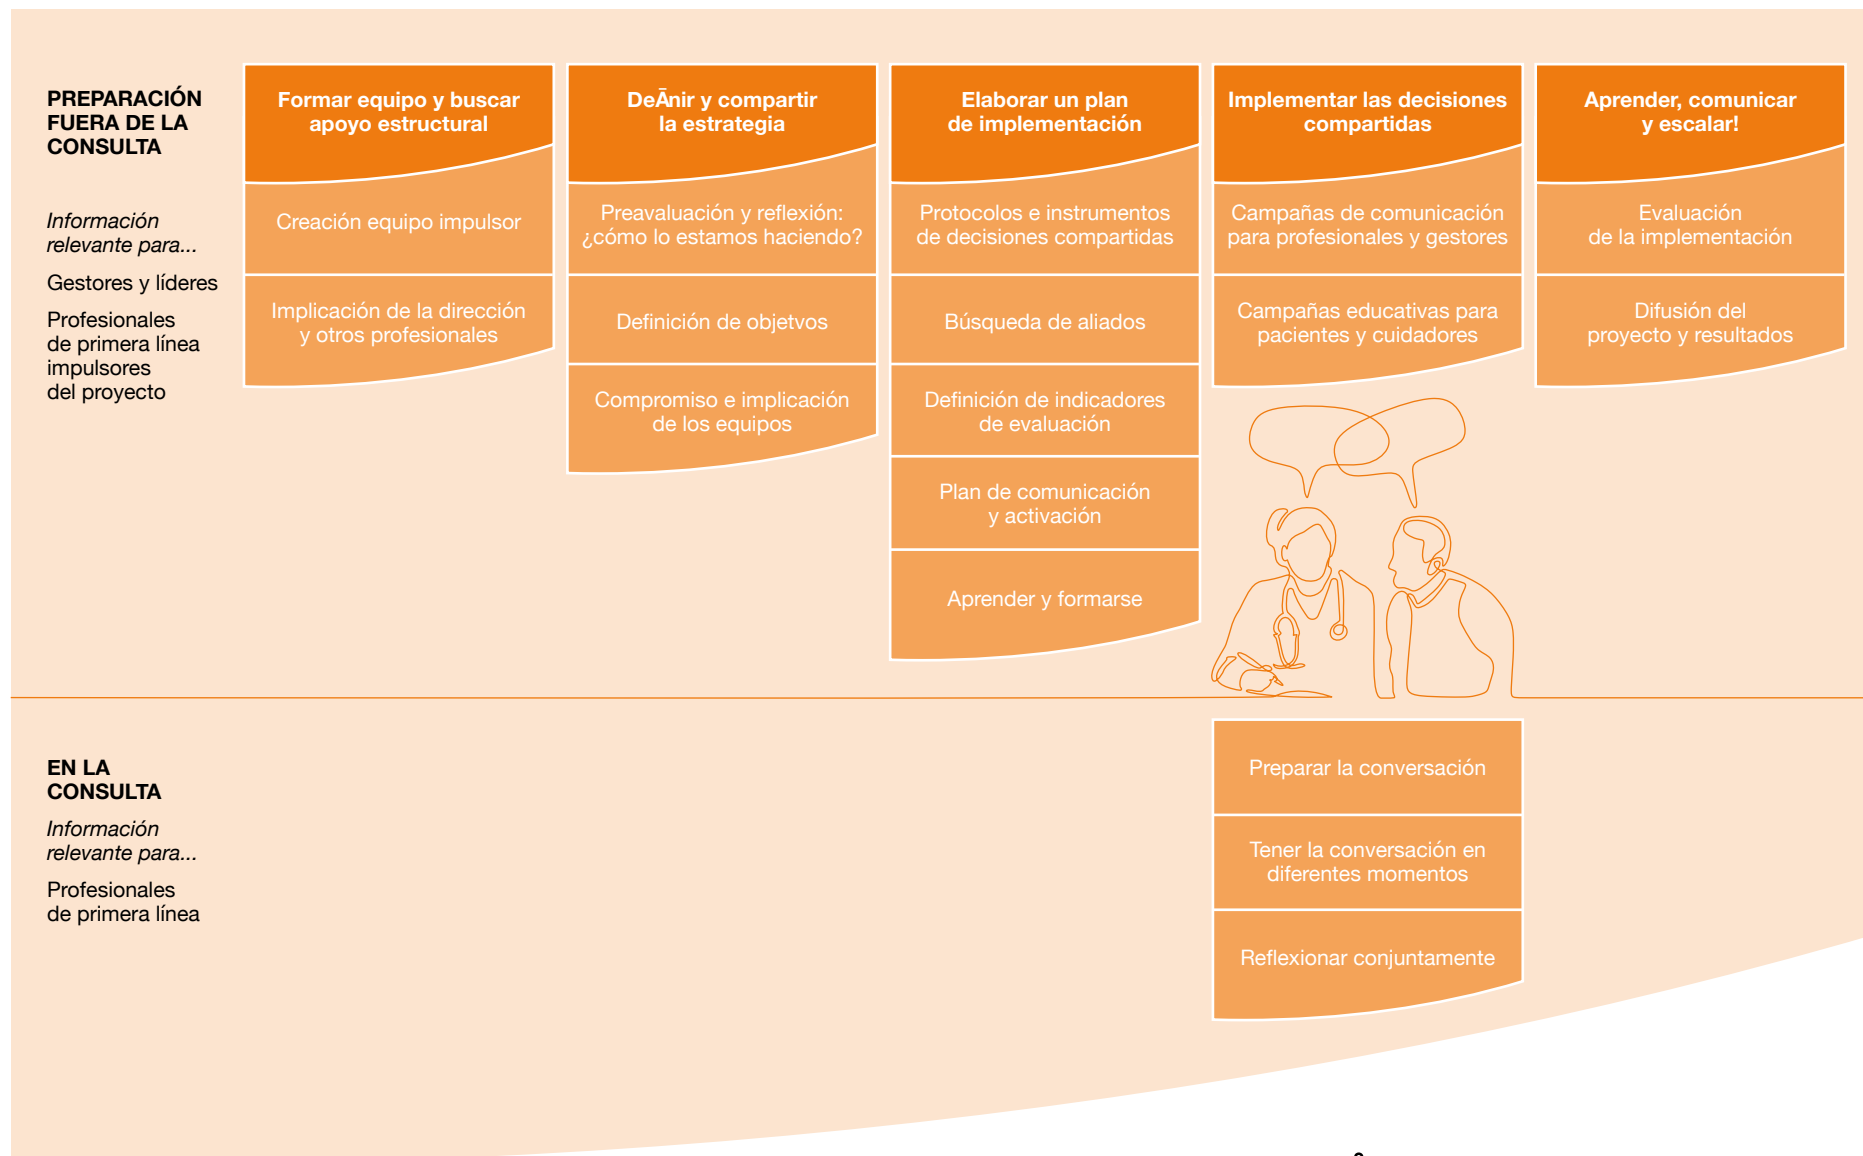 PREPARACIÓN
FUERA DE LA
CONSULTA
Información
relevante para...
Gestores y líderes
Profesionales
de primera línea
impulsores
del proyecto
Formar equipo y buscar
apoyo estructural
Creación equipo impulsor
Implicación de la dirección
y otros profesionales
DeĀnir y compartir
la estrategia
Preavaluación y reflexión:
¿cómo lo estamos haciendo?
Definición de objetvos
Compromiso e implicación
de los equipos
Elaborar un plan
de implementación
Protocolos e instrumentos
de decisiones compartidas
Búsqueda de aliados
Definición de indicadores
de evaluación
Plan de comunicación
y activación
Aprender y formarse
Implementar las decisiones
compartidas
Campañas de comunicación
para profesionales y gestores
Campañas educativas para
pacientes y cuidadores
Aprender, comunicar
y escalar!
Evaluación
de la implementación
Difusión del
proyecto y resultados
EN LA
CONSULTA
Información
relevante para...
Profesionales
de primera línea
Preparar la conversación
Tener la conversación en
diferentes momentos
Reflexionar conjuntamente